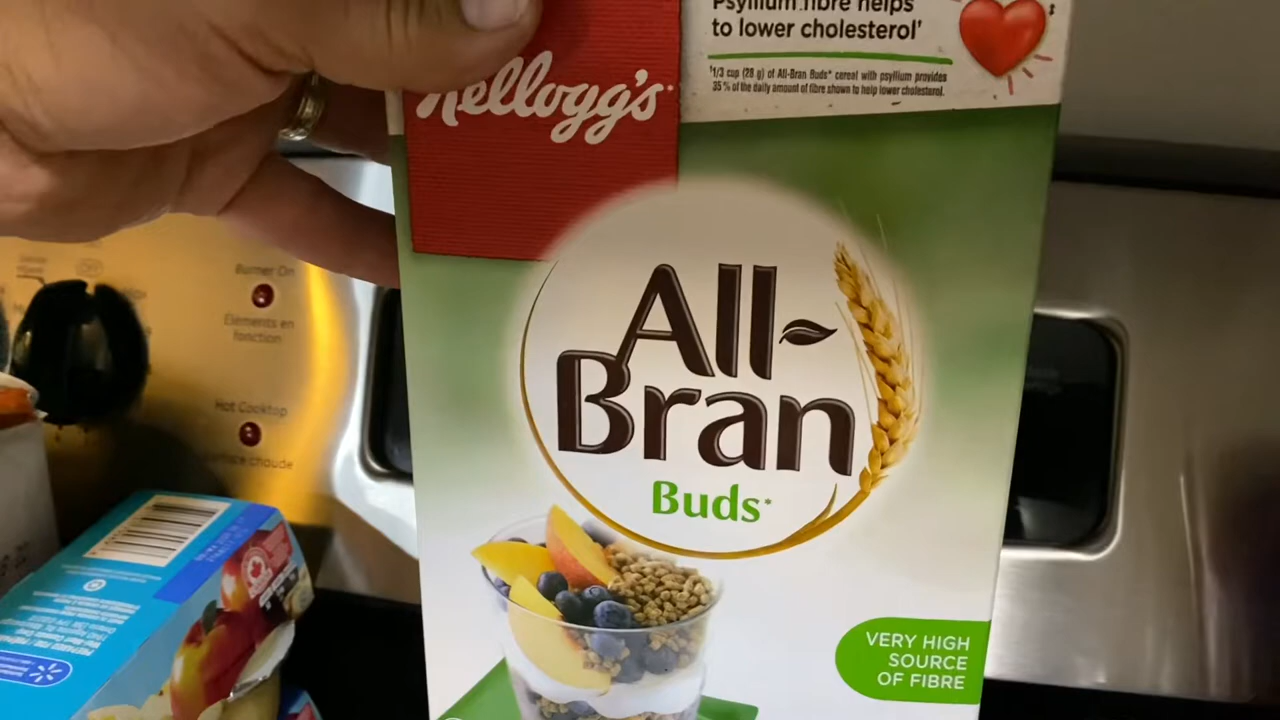 Psyllium fibre helps
to lower cholesterol†
Kellogg's
†1/3 cup (28 g) of All-Bran Buds* cereal with psyllium provides
35% of the daily amount of fibre shown to help lower cholesterol.
All-
Bran
Buds*
VERY HIGH
SOURCE
OF FIBRE
Burner On
Éléments en
fonction
Hot Cooktop
chaude
OFF